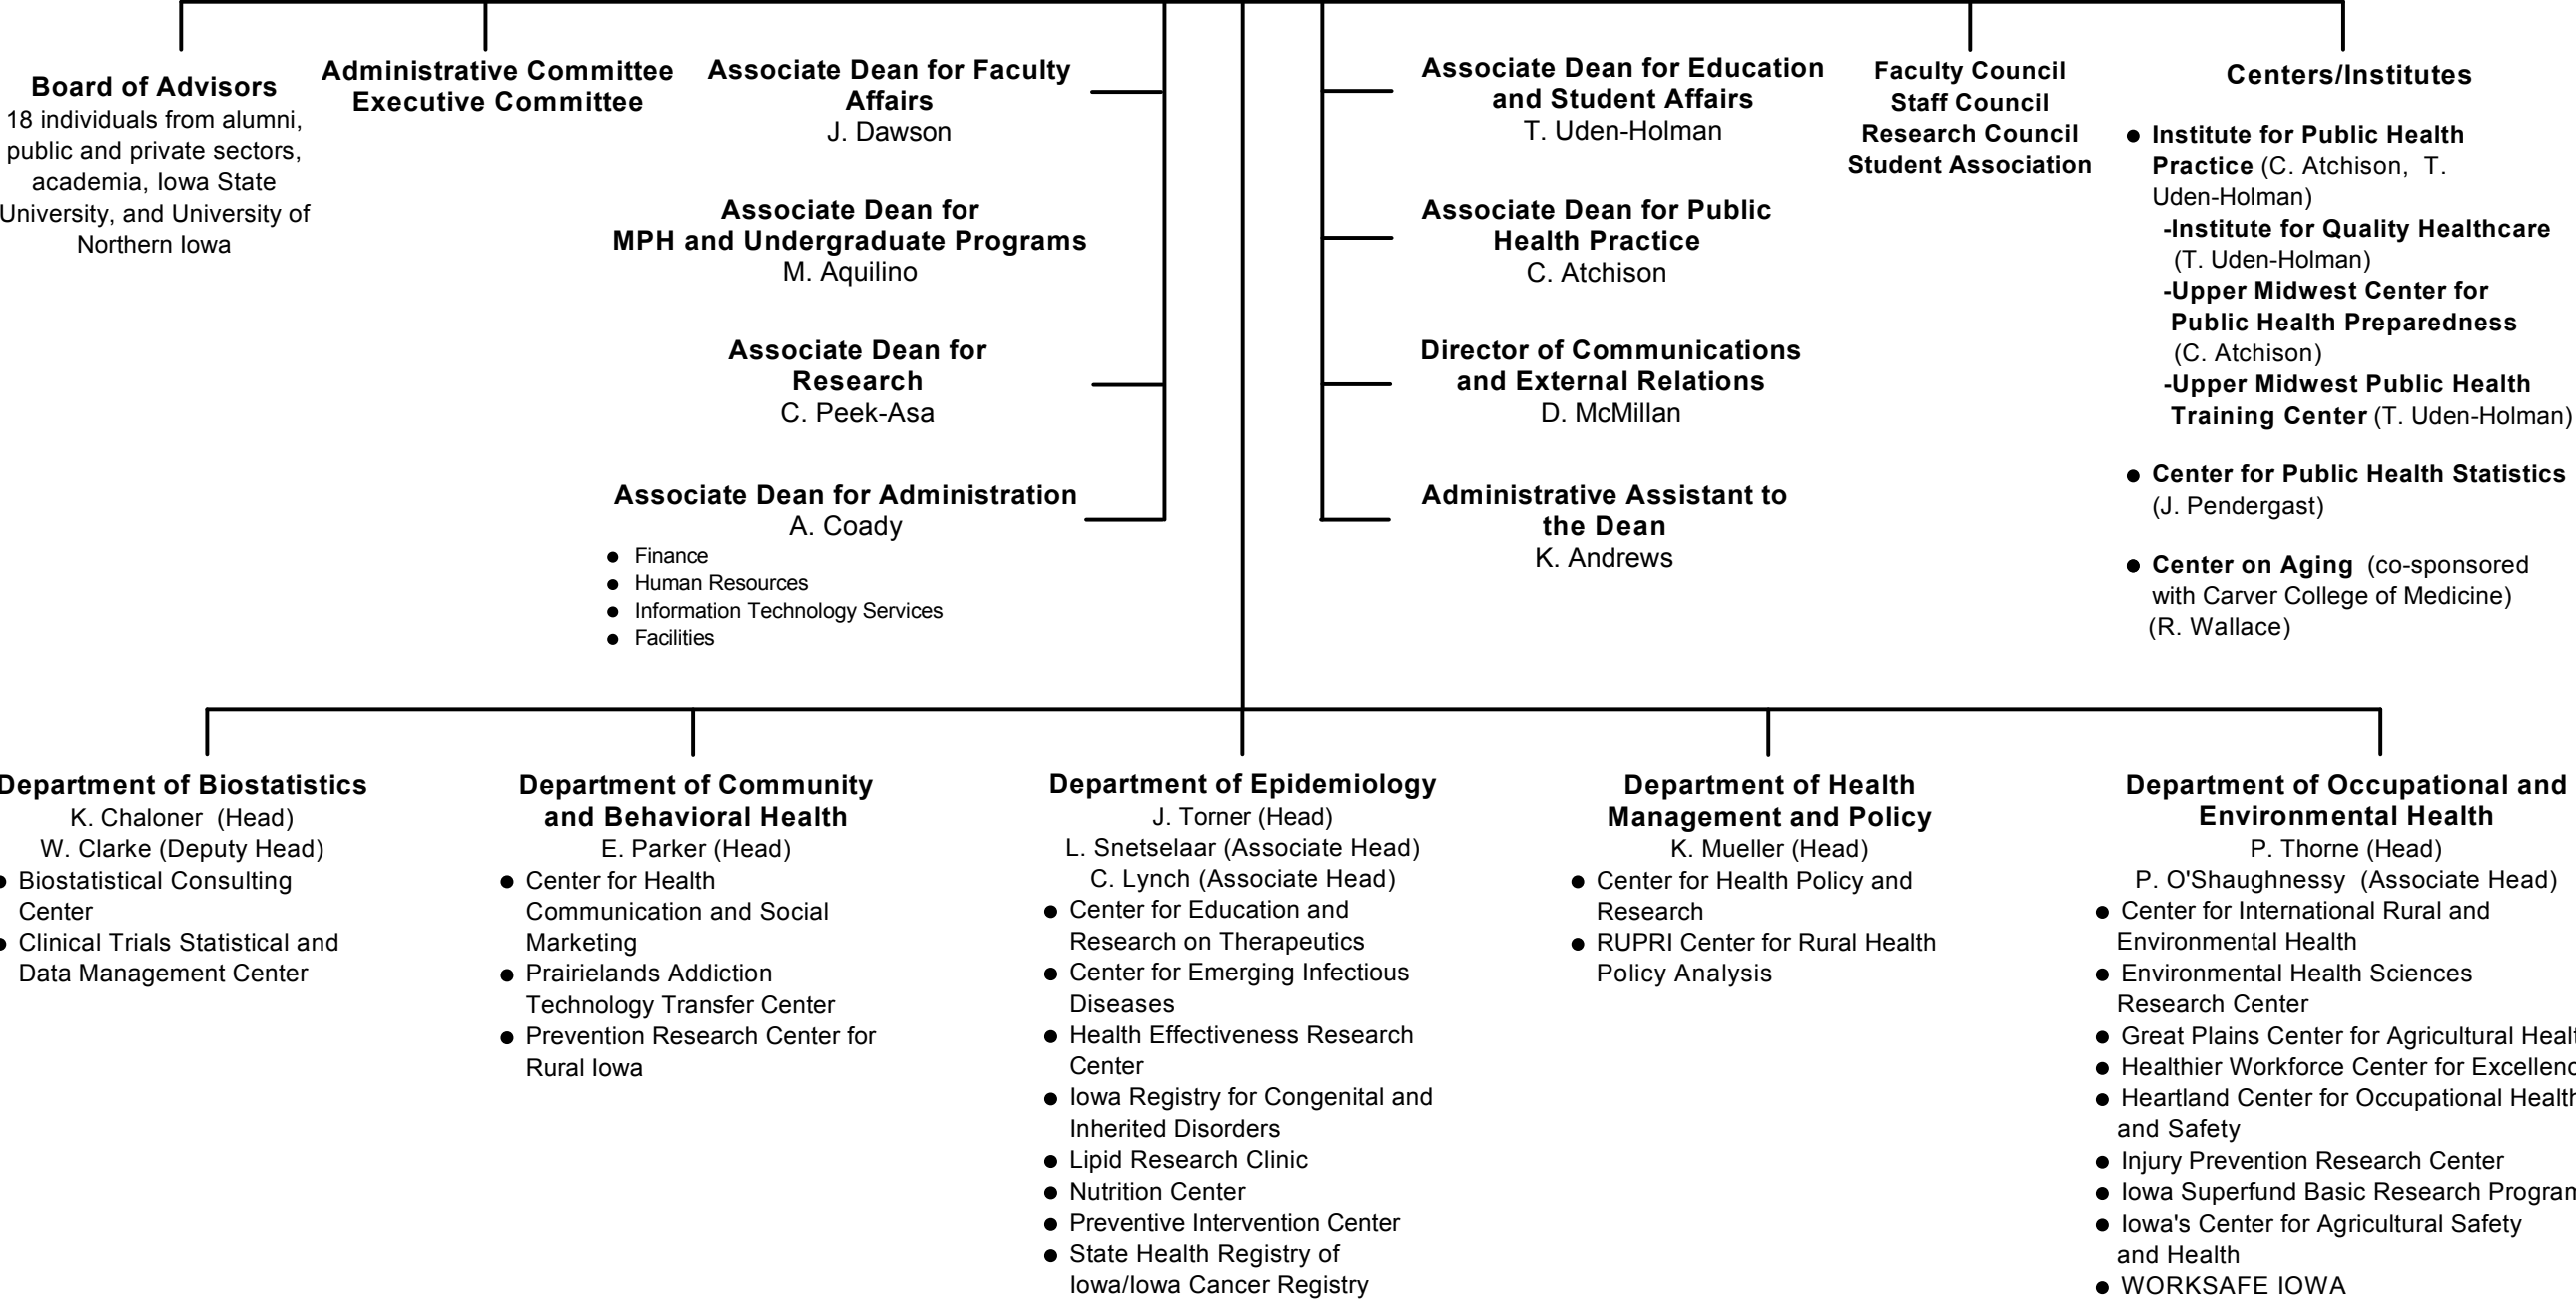 Board of Advisors
18 individuals from alumni,
public and private sectors,
academia, Iowa State
University, and University of
Northern Iowa
Administrative Committee
Executive Committee
Associate Dean for Faculty
Affairs
J. Dawson
Associate Dean for
MPH and Undergraduate Programs
M. Aquilino
Associate Dean for
Research
C. Peek-Asa
Associate Dean for Administration
A. Coady
● Finance
● Human Resources
● Information Technology Services
● Facilities
Associate Dean for Education
and Student Affairs
T. Uden-Holman
Associate Dean for Public
Health Practice
C. Atchison
Director of Communications
and External Relations
D. McMillan
Administrative Assistant to
the Dean
K. Andrews
Faculty Council
Staff Council
Research Council
Student Association
Centers/Institutes
● Institute for Public Health
Practice (C. Atchison, T.
Uden-Holman)
-Institute for Quality Healthcare
(T. Uden-Holman)
-Upper Midwest Center for
Public Health Preparedness
(C. Atchison)
-Upper Midwest Public Health
Training Center (T. Uden-Holman)
● Center for Public Health Statistics
(J. Pendergast)
● Center on Aging (co-sponsored
with Carver College of Medicine)
(R. Wallace)
Department of Biostatistics
K. Chaloner (Head)
W. Clarke (Deputy Head)
● Biostatistical Consulting
Center
● Clinical Trials Statistical and
Data Management Center
Department of Community
and Behavioral Health
E. Parker (Head)
● Center for Health
Communication and Social
Marketing
● Prairielands Addiction
Technology Transfer Center
● Prevention Research Center for
Rural Iowa
Department of Epidemiology
J. Torner (Head)
L. Snetselaar (Associate Head)
C. Lynch (Associate Head)
● Center for Education and
Research on Therapeutics
● Center for Emerging Infectious
Diseases
● Health Effectiveness Research
Center
● Iowa Registry for Congenital and
Inherited Disorders
● Lipid Research Clinic
● Nutrition Center
● Preventive Intervention Center
● State Health Registry of
Iowa/Iowa Cancer Registry
Department of Health
Management and Policy
K. Mueller (Head)
● Center for Health Policy and
Research
● RUPRI Center for Rural Health
Policy Analysis
Department of Occupational and
Environmental Health
P. Thorne (Head)
P. O'Shaughnessy (Associate Head)
● Center for International Rural and
Environmental Health
● Environmental Health Sciences
Research Center
● Great Plains Center for Agricultural Health
● Healthier Workforce Center for Excellence
● Heartland Center for Occupational Health
and Safety
● Injury Prevention Research Center
● Iowa Superfund Basic Research Program
● Iowa's Center for Agricultural Safety
and Health
● WORKSAFE IOWA